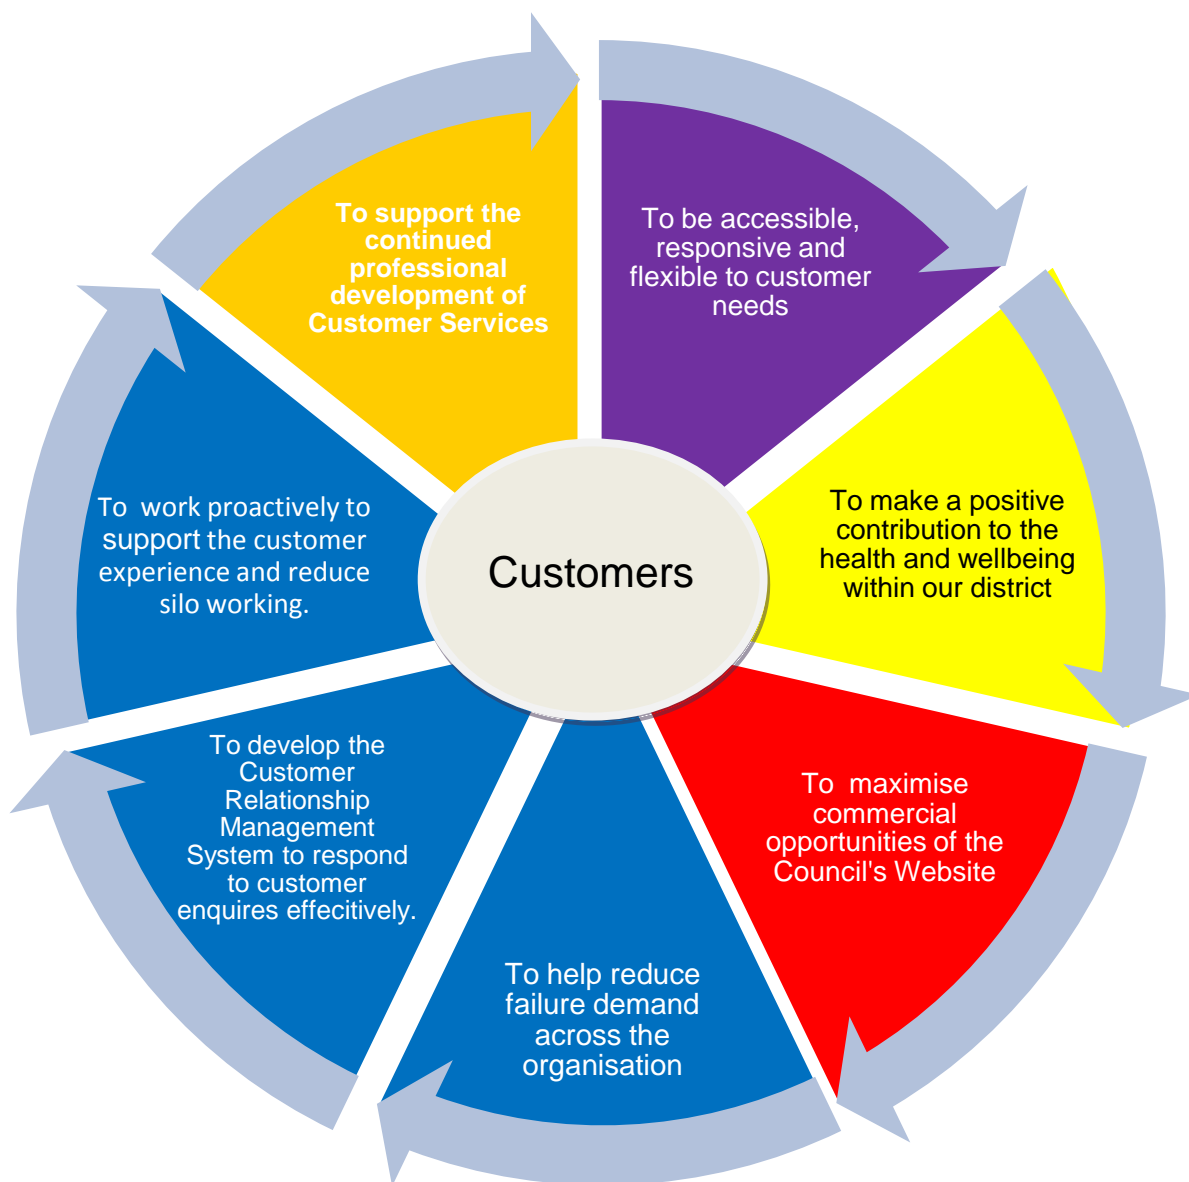 To support the
continued
professional
development of
Customer Services
To be accessible,
responsive and
flexible to customer
needs
To make a positive
contribution to the
health and wellbeing
within our district
To  maximise
commercial
opportunities of the
Council's Website
To help reduce
failure demand
across the
organisation
To develop the
Customer
Relationship
Management
System to respond
to customer
enquires effecitively.
To  work proactively to
support the customer
experience and reduce
silo working.
Customers